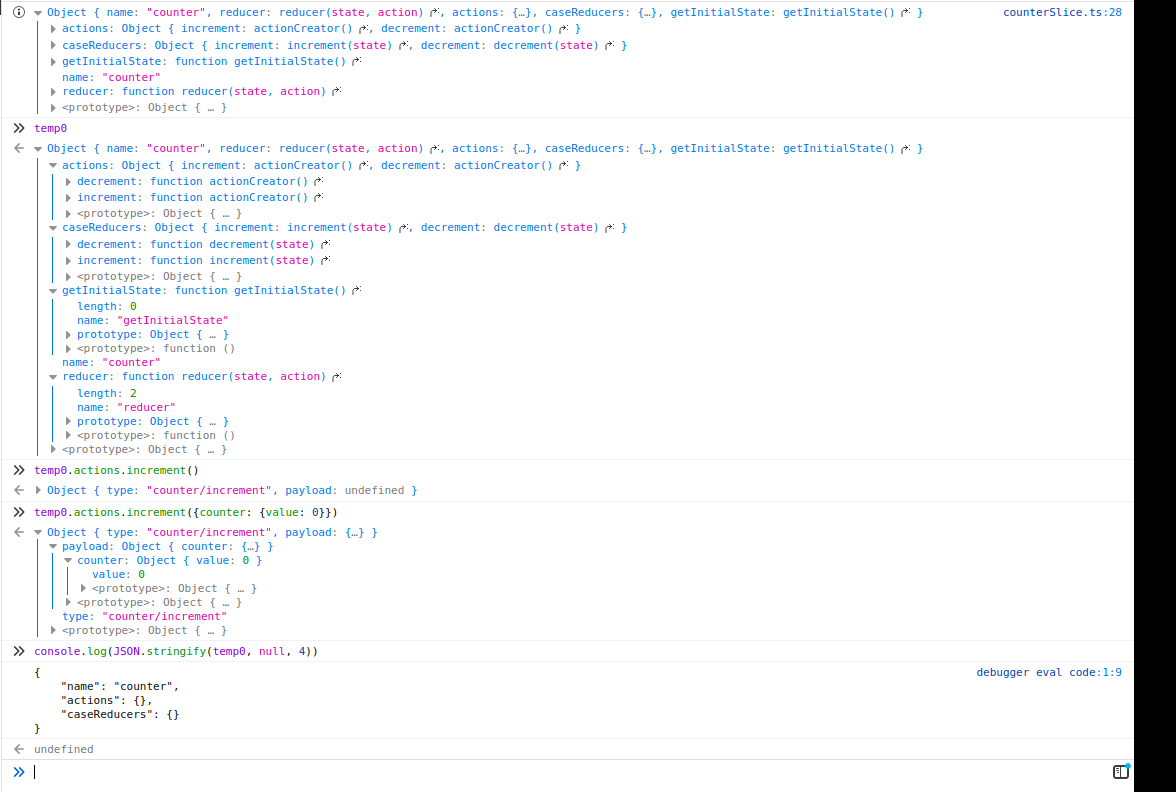 Object { name: "counter", reducer: reducer(state, action), actions: {…}, caseReducers: {…}, getInitialState: getInitialState() } counterSlice.ts:28
actions: Object { increment: actionCreator(), decrement: actionCreator() }
caseReducers: Object { increment: increment(state), decrement: decrement(state) }
getInitialState: function getInitialState()
name: "counter"
reducer: function reducer(state, action)
<prototype>: Object { … }
temp0
Object { name: "counter", reducer: reducer(state, action), actions: {…}, caseReducers: {…}, getInitialState: getInitialState() }
actions: Object { increment: actionCreator(), decrement: actionCreator() }
decrement: function actionCreator()
increment: function actionCreator()
<prototype>: Object { … }
caseReducers: Object { increment: increment(state), decrement: decrement(state) }
decrement: function decrement(state)
increment: function increment(state)
<prototype>: Object { … }
getInitialState: function getInitialState()
length: 0
name: "getInitialState"
prototype: Object { … }
<prototype>: function ()
name: "counter"
reducer: function reducer(state, action)
length: 2
name: "reducer"
prototype: Object { … }
<prototype>: function ()
<prototype>: Object { … }
temp0.actions.increment()
Object { type: "counter/increment", payload: undefined }
temp0.actions.increment({counter: {value: 0}})
Object { type: "counter/increment", payload: {…} }
payload: Object { counter: {…} }
counter: Object { value: 0 }
value: 0
<prototype>: Object { … }
<prototype>: Object { … }
type: "counter/increment"
<prototype>: Object { … }
console.log(JSON.stringify(temp0, null, 4))
{ debugger eval code:1:9
"name": "counter",
"actions": {},
"caseReducers": {}
}
undefined